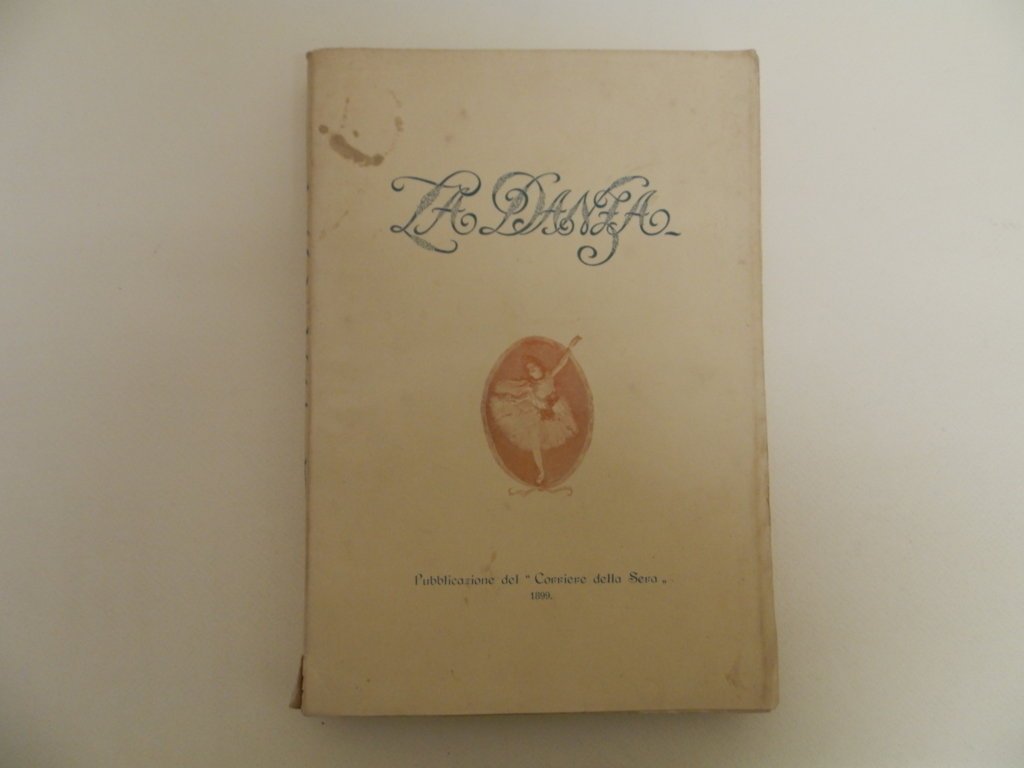 LA DANZA
Pubblicazione del "Corriere della Sera„
1899.